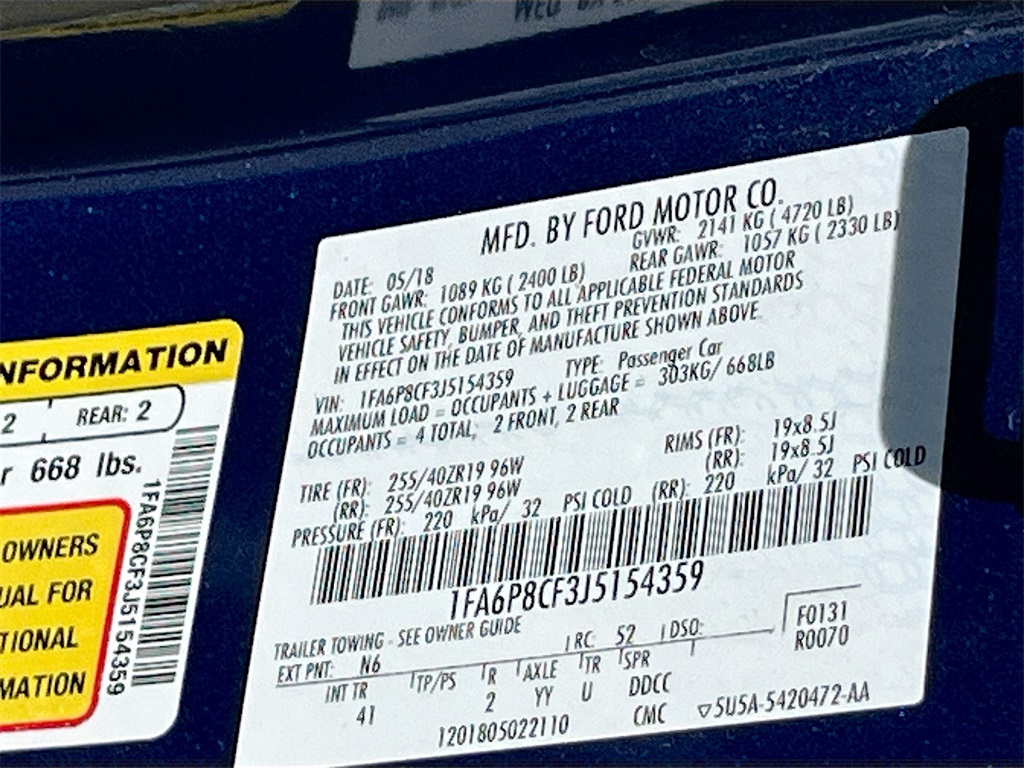 MFD. BY FORD MOTOR CO.
DATE: 05/18 GVWR: 2141 KG ( 4720 LB)
FRONT GAWR: 1089 KG ( 2400 LB) REAR GAWR: 1057 KG ( 2330 LB)
THIS VEHICLE CONFORMS TO ALL APPLICABLE FEDERAL MOTOR
VEHICLE SAFETY, BUMPER, AND THEFT PREVENTION STANDARDS
IN EFFECT ON THE DATE OF MANUFACTURE SHOWN ABOVE.
VIN: 1FA6P8CF3J5154359 TYPE: Passenger Car
MAXIMUM LOAD = OCCUPANTS + LUGGAGE = 303KG/ 668LB
OCCUPANTS = 4 TOTAL, 2 FRONT, 2 REAR
TIRE (FR): 255/40ZR19 96W RIMS (FR): 19x8.5J
(RR): 255/40ZR19 96W (RR): 19x8.5J
PRESSURE (FR): 220 kPa/ 32 PSI COLD (RR): 220 kPa/ 32 PSI COLD
1FA6P8CF3J5154359
TRAILER TOWING - SEE OWNER GUIDE
EXT PNT: N6 RC: 52 DSO: F0131
R0070
INT TR TP/PS R AXLE TR SPR
41 2 YY U DDCC
1201805022110 CMC ▽5U5A-5420472-AA
NFORMATION
2 REAR: 2
r 668 lbs.
OWNERS
UAL FOR
TIONAL
MATION
1FA6P8CF3J5154359